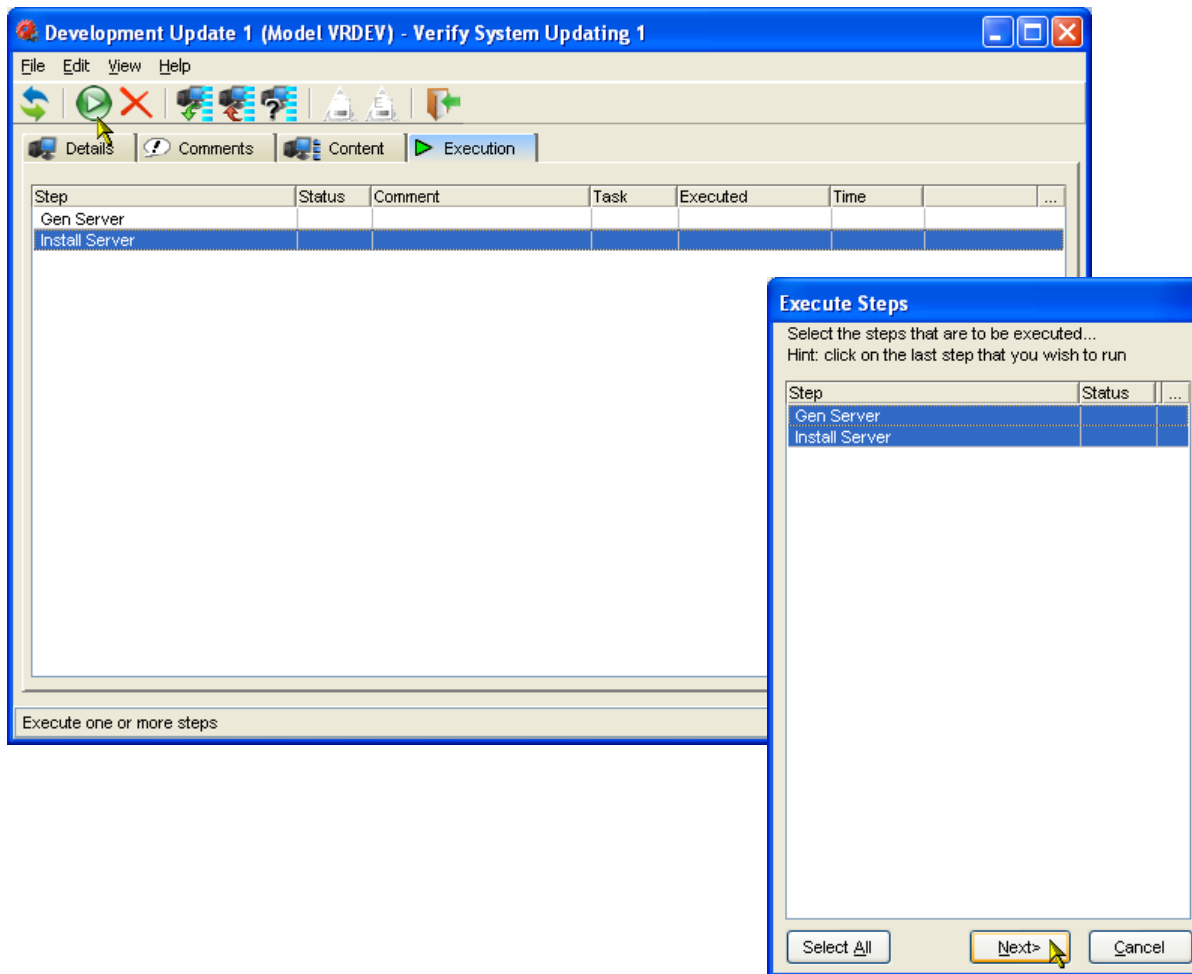 Development Update 1 (Model VRDEV) - Verify System Updating 1
File Edit View Help
Details Comments Content Execution
Step Status Comment Task Executed Time ...
Gen Server
Install Server
Execute one or more steps
Execute Steps
Select the steps that are to be executed...
Hint: click on the last step that you wish to run
Step Status ...
Gen Server
Install Server
Select All Next> Cancel